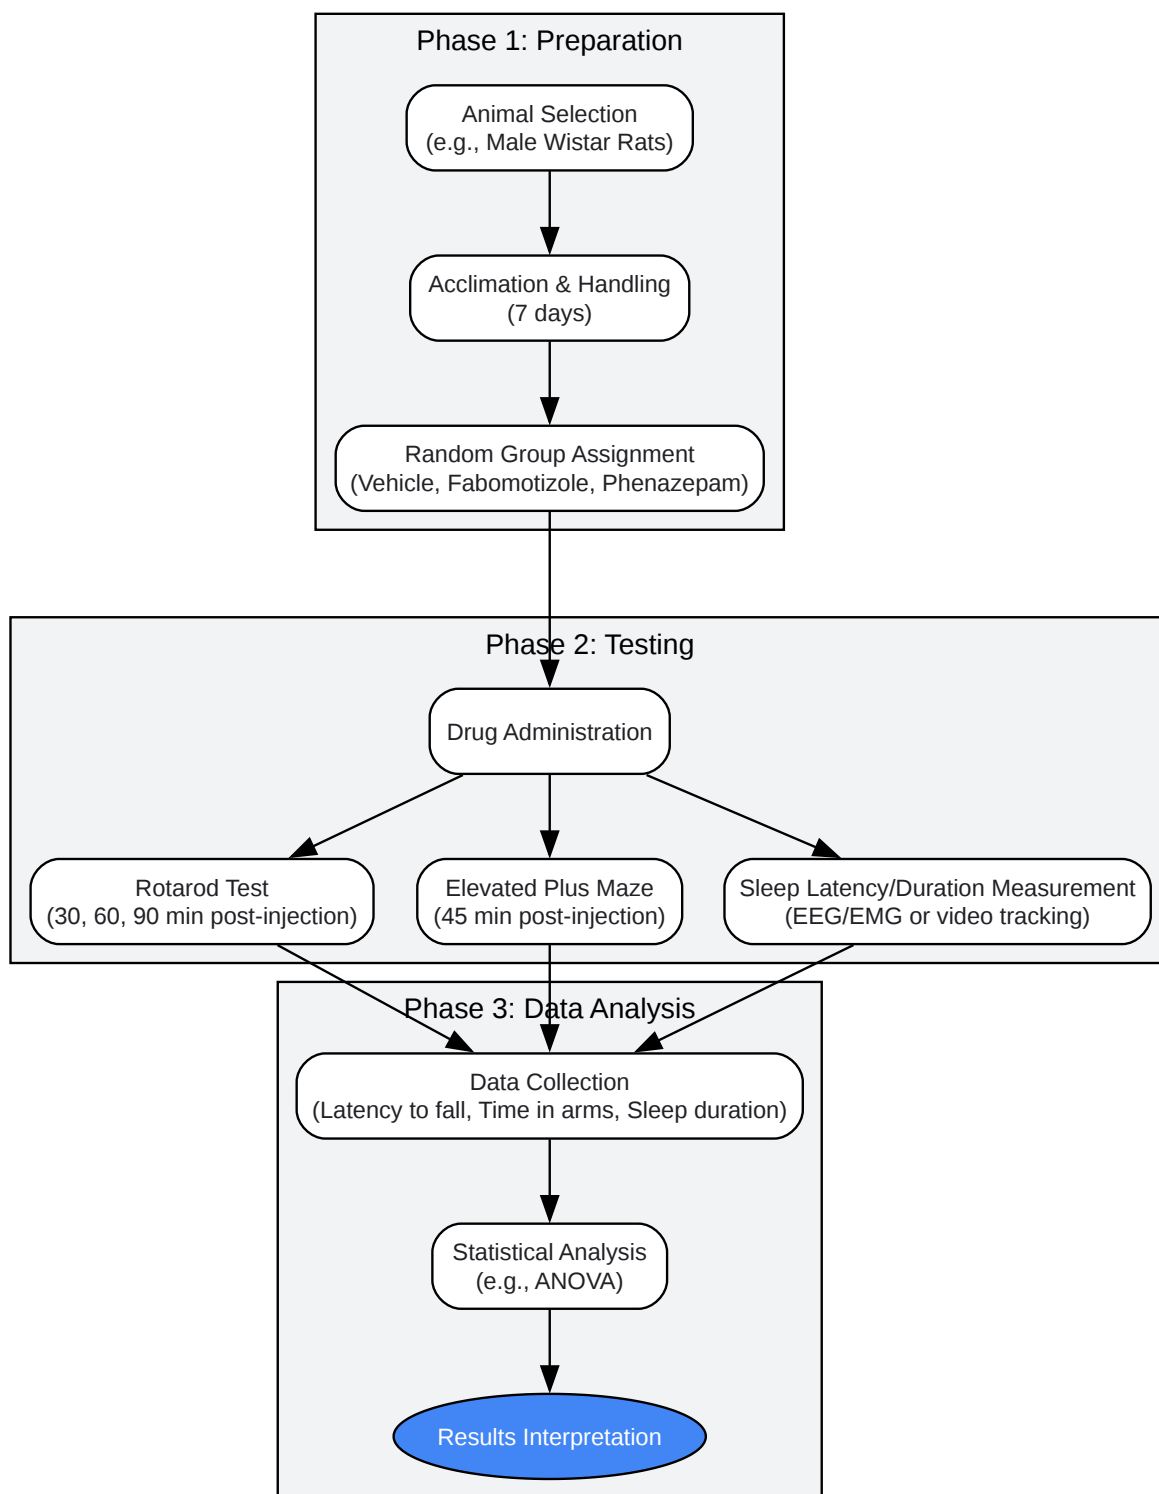 Phase 1: Preparation
Animal Selection
(e.g., Male Wistar Rats)
Acclimation & Handling
(7 days)
Random Group Assignment
(Vehicle, Fabomotizole, Phenazepam)
Phase 2: Testing
Drug Administration
Rotarod Test
(30, 60, 90 min post-injection)
Elevated Plus Maze
(45 min post-injection)
Sleep Latency/Duration Measurement
(EEG/EMG or video tracking)
Phase 3: Data Analysis
Data Collection
(Latency to fall, Time in arms, Sleep duration)
Statistical Analysis
(e.g., ANOVA)
Results Interpretation